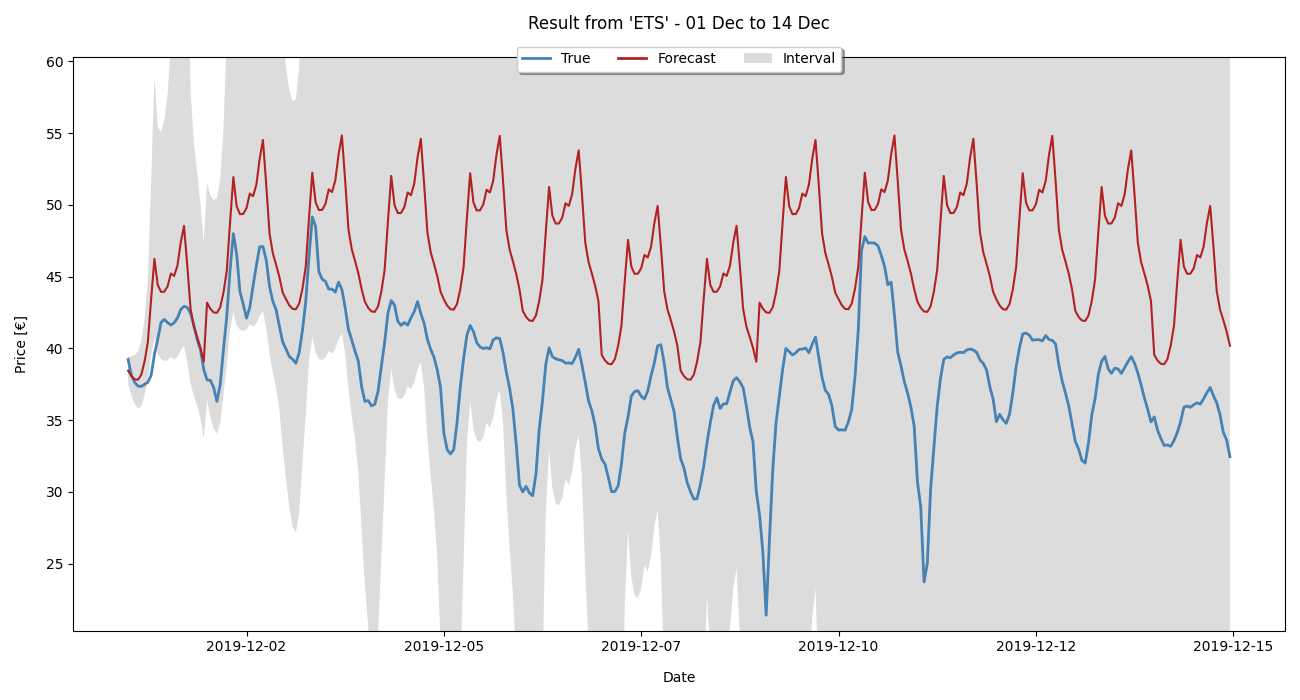 Result from 'ETS' - 01 Dec to 14 Dec
True Forecast Interval
60
55
50
45
40
35
30
25
Price [€]
2019-12-02 2019-12-05 2019-12-07 2019-12-10 2019-12-12 2019-12-15
Date